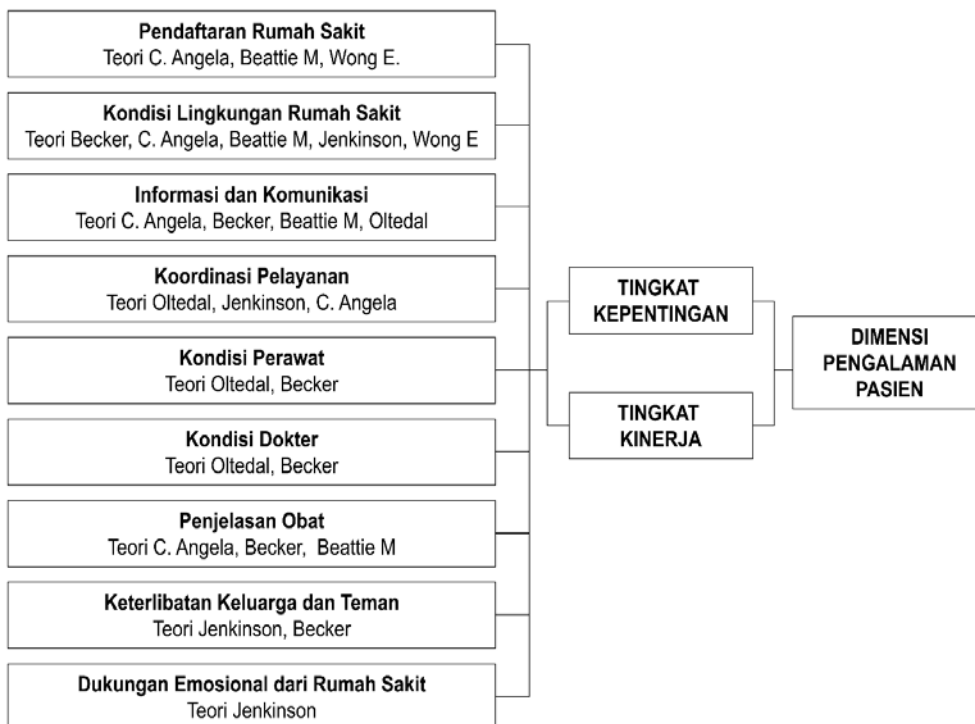 Pendaftaran Rumah Sakit
Teori C. Angela, Beattie M, Wong E.
Kondisi Lingkungan Rumah Sakit
Teori Becker, C. Angela, Beattie M, Jenkinson, Wong E
Informasi dan Komunikasi
Teori C. Angela, Becker, Beattie M, Oltedal
Koordinasi Pelayanan
Teori Oltedal, Jenkinson, C. Angela
Kondisi Perawat
Teori Oltedal, Becker
Kondisi Dokter
Teori Oltedal, Becker
Penjelasan Obat
Teori C. Angela, Becker, Beattie M
Keterlibatan Keluarga dan Teman
Teori Jenkinson, Becker
Dukungan Emosional dari Rumah Sakit
Teori Jenkinson
TINGKAT
KEPENTINGAN
TINGKAT
KINERJA
DIMENSI
PENGALAMAN
PASIEN